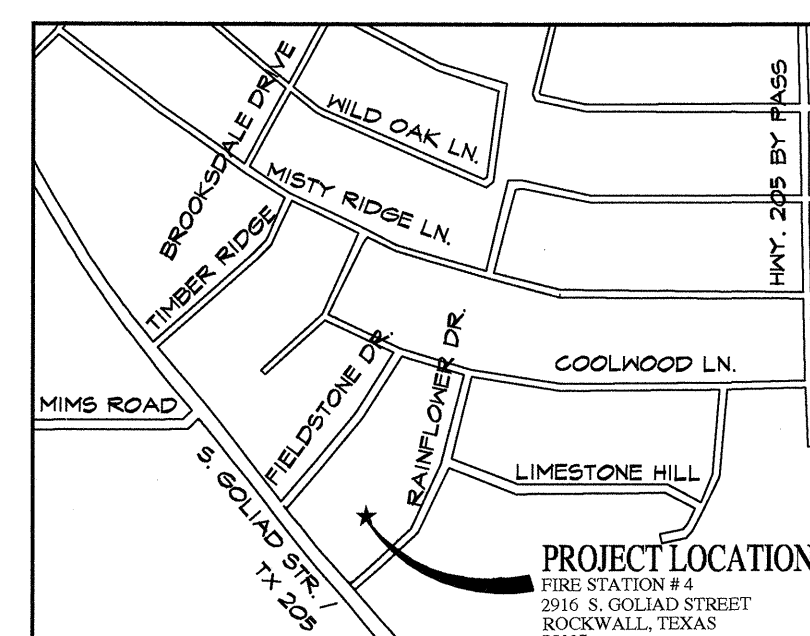 BROOKSDALE DRIVE
WILD OAK LN.
HWY. 205 BY PASS
MISTY RIDGE LN.
TIMBER RIDGE
FIELDSTONE DR.
RAINFLOWER DR.
COOLWOOD LN.
MIMS ROAD
LIMESTONE HILL
S. GOLIAD STR. /
TX 205
PROJECT LOCATION
FIRE STATION # 4
2916 S. GOLIAD STREET
ROCKWALL, TEXAS